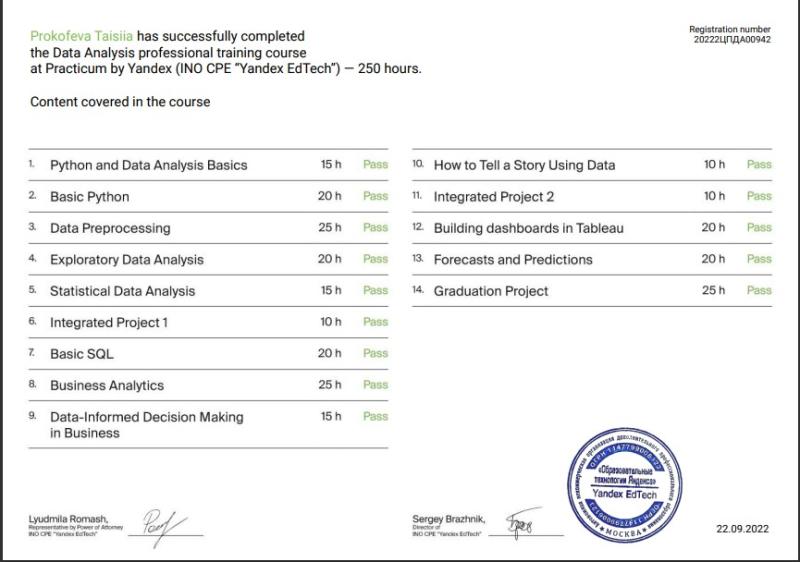 Prokofeva Taisiia has successfully completed
the Data Analysis professional training course
at Practicum by Yandex (INO CPE “Yandex EdTech”) — 250 hours.
Registration number
20222ЦПДА00942
Content covered in the course
1. Python and Data Analysis Basics 15 h Pass
2. Basic Python 20 h Pass
3. Data Preprocessing 25 h Pass
4. Exploratory Data Analysis 20 h Pass
5. Statistical Data Analysis 15 h Pass
6. Integrated Project 1 10 h Pass
7. Basic SQL 20 h Pass
8. Business Analytics 25 h Pass
9. Data-Informed Decision Making 15 h Pass
in Business
10. How to Tell a Story Using Data 10 h Pass
11. Integrated Project 2 10 h Pass
12. Building dashboards in Tableau 20 h Pass
13. Forecasts and Predictions 20 h Pass
14. Graduation Project 25 h Pass
Lyudmila Romash,
Representative by Power of Attorney
INO CPE “Yandex EdTech”
Sergey Brazhnik,
Director of
INO CPE “Yandex EdTech”
«Образовательные
технологии Яндекса»
Yandex EdTech
МОСКВА
22.09.2022